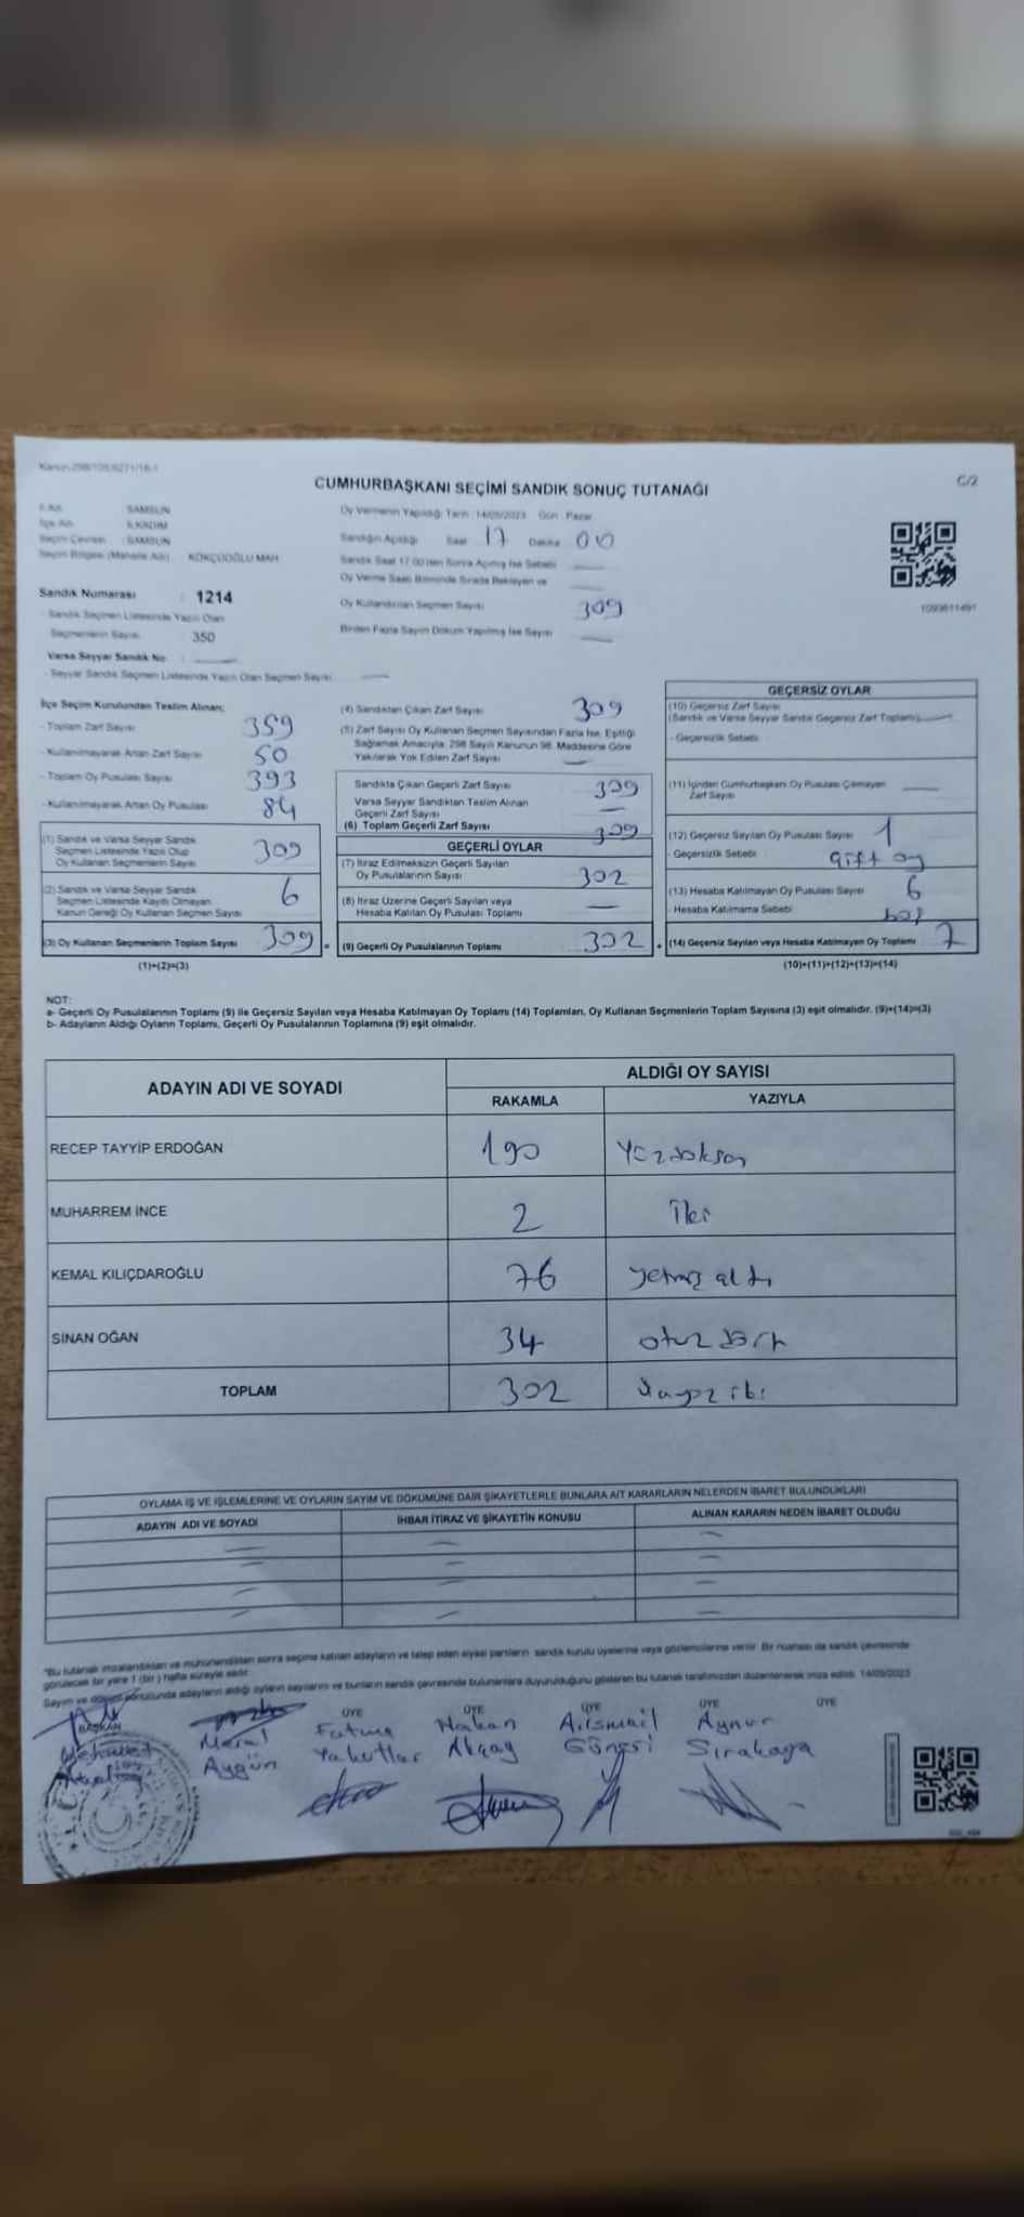 CUMHURBAŞKANI SEÇİMİ SANDIK SONUÇ TUTANAĞI
C/2
İl Adı SAMSUN
İlçe Adı İLKADIM
Seçim Çevresi : SAMSUN
Seçim Bölgesi (Mahalle Adı) : KÖKÇÜOĞLU MAH
Sandık Numarası : 1214
Sandık Seçmen Listesinde Yazılı Olan
Seçmenlerin Sayısı 350
Varsa Seyyar Sandık No :
Seyyar Sandık Seçmen Listesinde Yazılı Olan Seçmen Sayısı
Oy Vermenin Yapıldığı Tarih : 14/05/2023 Gün : Pazar
Sandığın Açıldığı Saat 17 Dakika 00
Sandık Saat 17.00'den Sonra Açılmış İse Sebebi
Oy Verme Saati Bitiminde Sırada Bekleyen ve
Oy Kullandırılan Seçmen Sayısı 309
Birden Fazla Sayım Döküm Yapılmış İse Sayısı
İlçe Seçim Kurulundan Teslim Alınan;
- Toplam Zarf Sayısı 359
- Kullanılmayarak Artan Zarf Sayısı 50
- Toplam Oy Pusulası Sayısı 393
- Kullanılmayarak Artan Oy Pusulası 84
(1) Sandık ve Varsa Seyyar Sandık
Seçmen Listesinde Yazılı Olup
Oy Kullanan Seçmenlerin Sayısı 309
(2) Sandık ve Varsa Seyyar Sandık
Seçmen Listesinde Kayıtlı Olmayan
Kanun Gereği Oy Kullanan Seçmen Sayısı 6
(3) Oy Kullanan Seçmenlerin Toplam Sayısı 309
(1)+(2)=(3)
(4) Sandıktan Çıkan Zarf Sayısı 309
(5) Zarf Sayısı Oy Kullanan Seçmen Sayısından Fazla İse, Eşitliği
Sağlamak Amacıyla, 298 Sayılı Kanunun 98. Maddesine Göre
Yakılarak Yok Edilen Zarf Sayısı
Sandıkta Çıkan Geçerli Zarf Sayısı 309
Varsa Seyyar Sandıktan Teslim Alınan
Geçerli Zarf Sayısı
(6) Toplam Geçerli Zarf Sayısı 309
GEÇERLİ OYLAR
(7) İtiraz Edilmeksizin Geçerli Sayılan
Oy Pusulalarının Sayısı 302
(8) İtiraz Üzerine Geçerli Sayılan veya
Hesaba Katılan Oy Pusulası Toplamı
(9) Geçerli Oy Pusulalarının Toplamı 302
GEÇERSİZ OYLAR
(10) Geçersiz Zarf Sayısı
(Sandık ve Varsa Seyyar Sandık Geçersiz Zarf Toplamı)
- Geçersizlik Sebebi
(11) İçinden Cumhurbaşkanı Oy Pusulası Çıkmayan
Zarf Sayısı
(12) Geçersiz Sayılan Oy Pusulası Sayısı 1
- Geçersizlik Sebebi çift oy
(13) Hesaba Katılmayan Oy Pusulası Sayısı 6
- Hesaba Katılmama Sebebi boş
(14) Geçersiz Sayılan veya Hesaba Katılmayan Oy Toplamı 7
(10)+(11)+(12)+(13)=(14)
NOT:
a- Geçerli Oy Pusulalarının Toplamı (9) ile Geçersiz Sayılan veya Hesaba Katılmayan Oy Toplamı (14) Toplamları, Oy Kullanan Seçmenlerin Toplam Sayısına (3) eşit olmalıdır. (9)+(14)=(3)
b- Adayların Aldığı Oyların Toplamı, Geçerli Oy Pusulalarının Toplamına (9) eşit olmalıdır.
ADAYIN ADI VE SOYADI ALDIĞI OY SAYISI
RAKAMLA YAZIYLA
RECEP TAYYİP ERDOĞAN 190 Yüzdoksan
MUHARREM İNCE 2 İki
KEMAL KILIÇDAROĞLU 76 yetmiş altı
SİNAN OĞAN 34 otuz dört
TOPLAM 302 üçyüz iki
OYLAMA İŞ VE İŞLEMLERİNE VE OYLARIN SAYIM VE DÖKÜMÜNE DAİR ŞİKAYETLERLE BUNLARA AİT KARARLARIN NELERDEN İBARET BULUNDUKLARI
ADAYIN ADI VE SOYADI İHBAR İTİRAZ VE ŞİKAYETİN KONUSU ALINAN KARARIN NEDEN İBARET OLDUĞU
"Bu tutanak imzalandıktan ve mühürlendikten sonra seçime katılan adayların ve talep eden siyasi partilerin sandık kurulu üyelerine veya gözlemcilerine verilir. Bir nüshası da sandık çevresinde
görülecek bir yere 1 (bir) hafta süreyle asılır.
Sayım ve döküm sonucunda adayların aldığı oyların sayılarını ve bunların sandık çevresinde bulunanlara duyurulduğunu gösteren bu tutanak tarafımızdan düzenlenerek imza edildi. 14/05/2023
BAŞKAN ÜYE ÜYE ÜYE ÜYE ÜYE
Mehmet Meral Fatma Hakan Ali İsmail Aynur
Aygün Yakutlar Akçay Güneşi Sırakaya